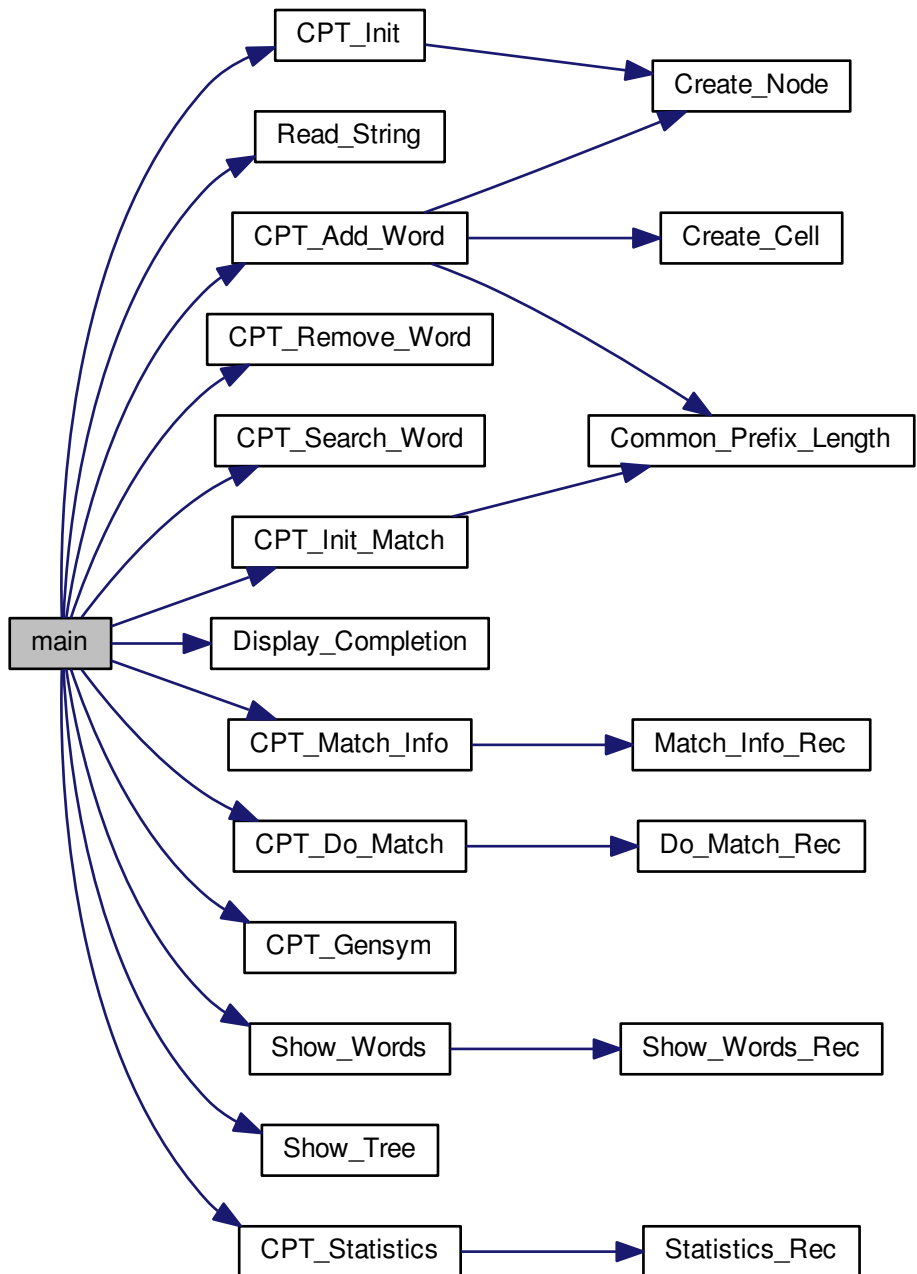 CPT_Init
Create_Node
Read_String
CPT_Add_Word
Create_Cell
CPT_Remove_Word
CPT_Search_Word
Common_Prefix_Length
CPT_Init_Match
main
Display_Completion
CPT_Match_Info
Match_Info_Rec
CPT_Do_Match
Do_Match_Rec
CPT_Gensym
Show_Words
Show_Words_Rec
Show_Tree
CPT_Statistics
Statistics_Rec